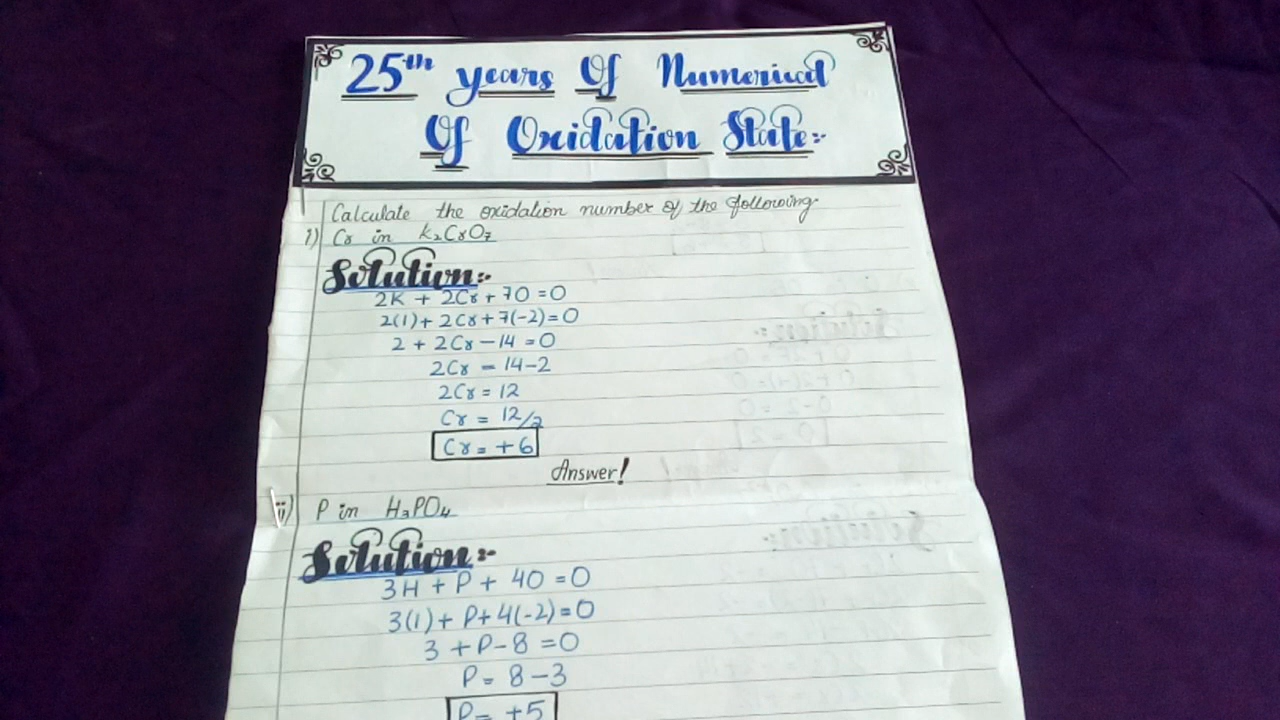 25th years Of Numerical
Of Oxidation State:-
Calculate the oxidation number of the following.
i) Cr in K₂CrO₇
Solution:-
2K + 2Cr + 7O = 0
2(1) + 2Cr + 7(-2) = 0
2 + 2Cr - 14 = 0
2Cr = 14-2
2Cr = 12
Cr = 12/2
Cr = +6
Answer!
ii) P in H₃PO₄
Solution:-
3H + P + 4O = 0
3(1) + P + 4(-2) = 0
3 + P - 8 = 0
P = 8 - 3
P = +5